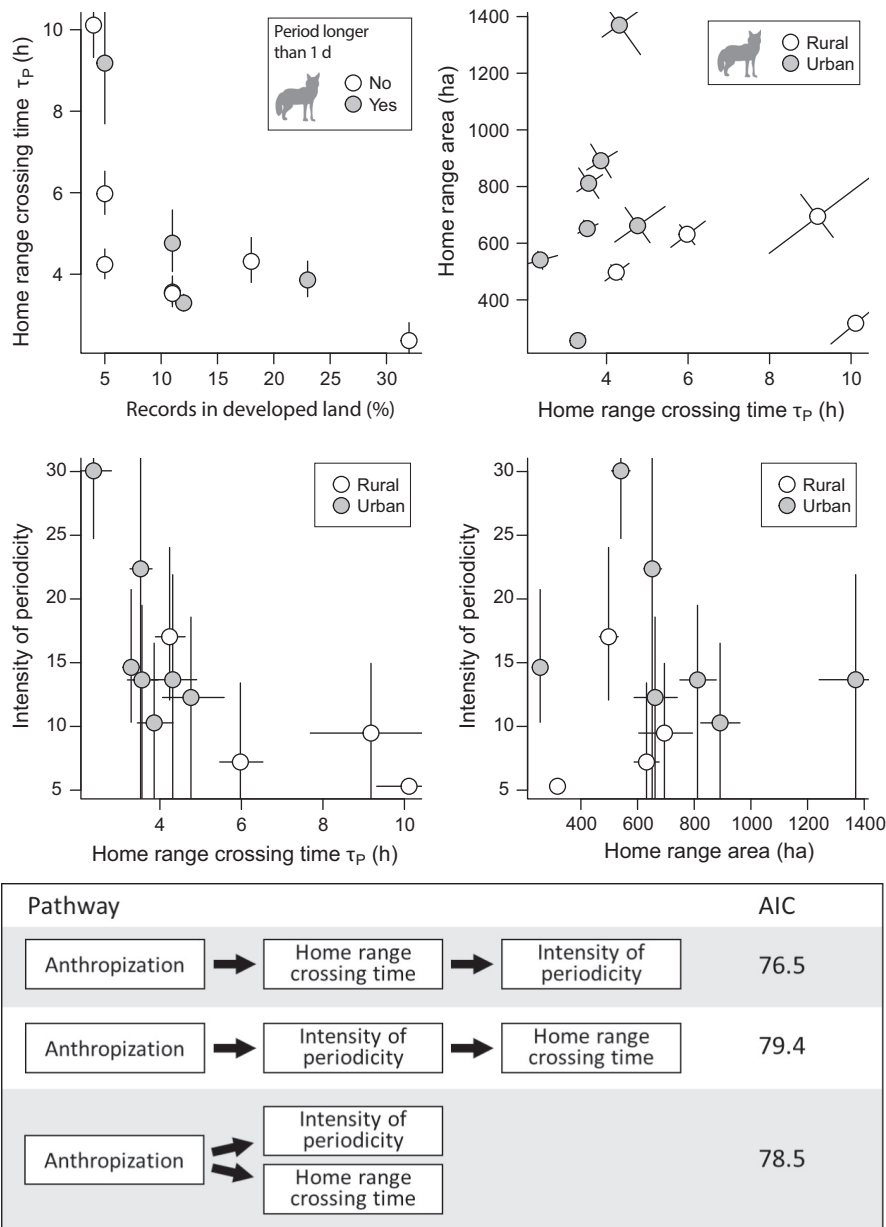 Home range crossing time τP (h)
10
8
6
4
Period longer
than 1 d
No
Yes
5
10
15
20
25
30
Records in developed land (%)
Home range area (ha)
1400
1200
1000
800
600
400
Rural
Urban
4
6
8
10
Home range crossing time τP (h)
Intensity of periodicity
30
25
20
15
10
5
Rural
Urban
4
6
8
10
Home range crossing time τP (h)
Intensity of periodicity
30
25
20
15
10
5
Rural
Urban
400
600
800
1000
1200
1400
Home range area (ha)
Pathway
AIC
Anthropization
Home range
crossing time
Intensity of
periodicity
76.5
Anthropization
Intensity of
periodicity
Home range
crossing time
79.4
Anthropization
Intensity of
periodicity
Home range
crossing time
78.5